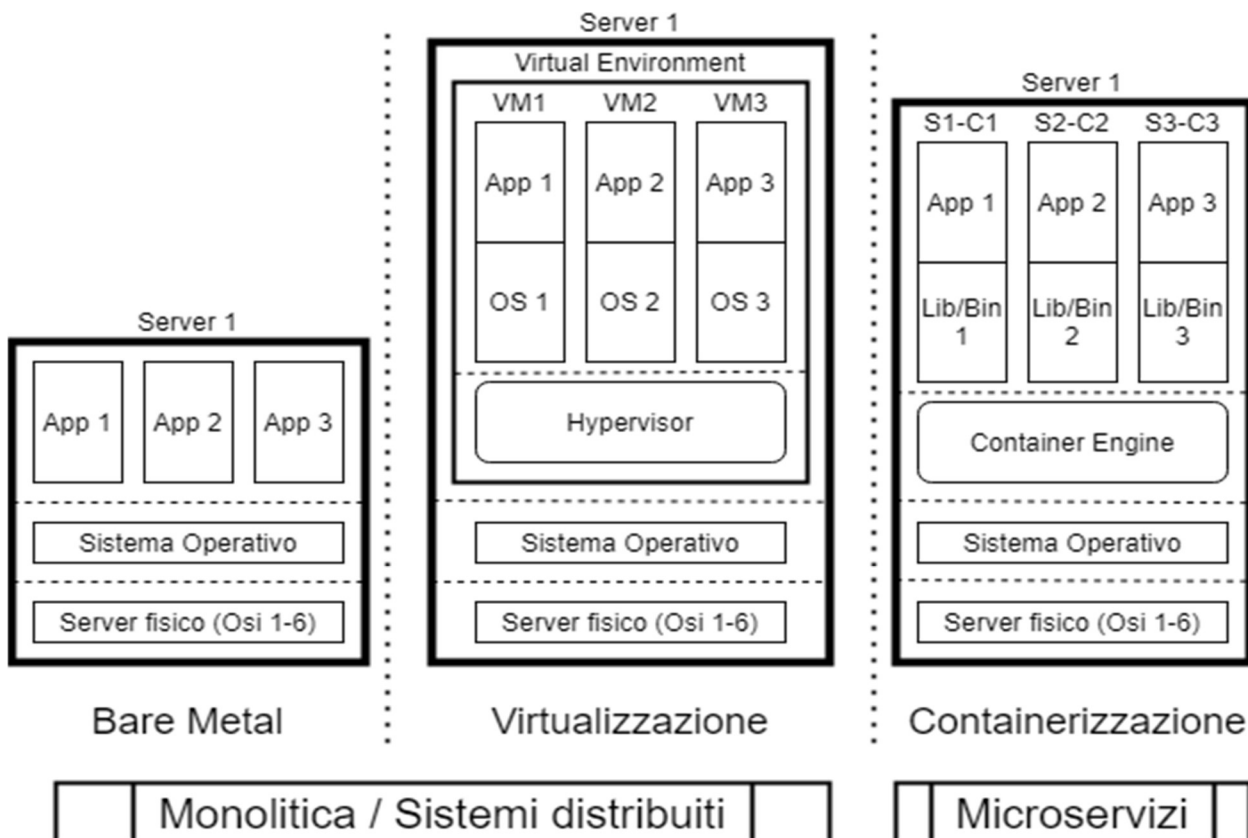 Server 1
App 1
App 2
App 3
Sistema Operativo
Server fisico (Osi 1-6)
Bare Metal
Server 1
Virtual Environment
VM1
VM2
VM3
App 1
App 2
App 3
OS 1
OS 2
OS 3
Hypervisor
Sistema Operativo
Server fisico (Osi 1-6)
Virtualizzazione
Server 1
S1-C1
S2-C2
S3-C3
App 1
App 2
App 3
Lib/Bin
1
Lib/Bin
2
Lib/Bin
3
Container Engine
Sistema Operativo
Server fisico (Osi 1-6)
Containerizzazione
Monolitica / Sistemi distribuiti
Microservizi